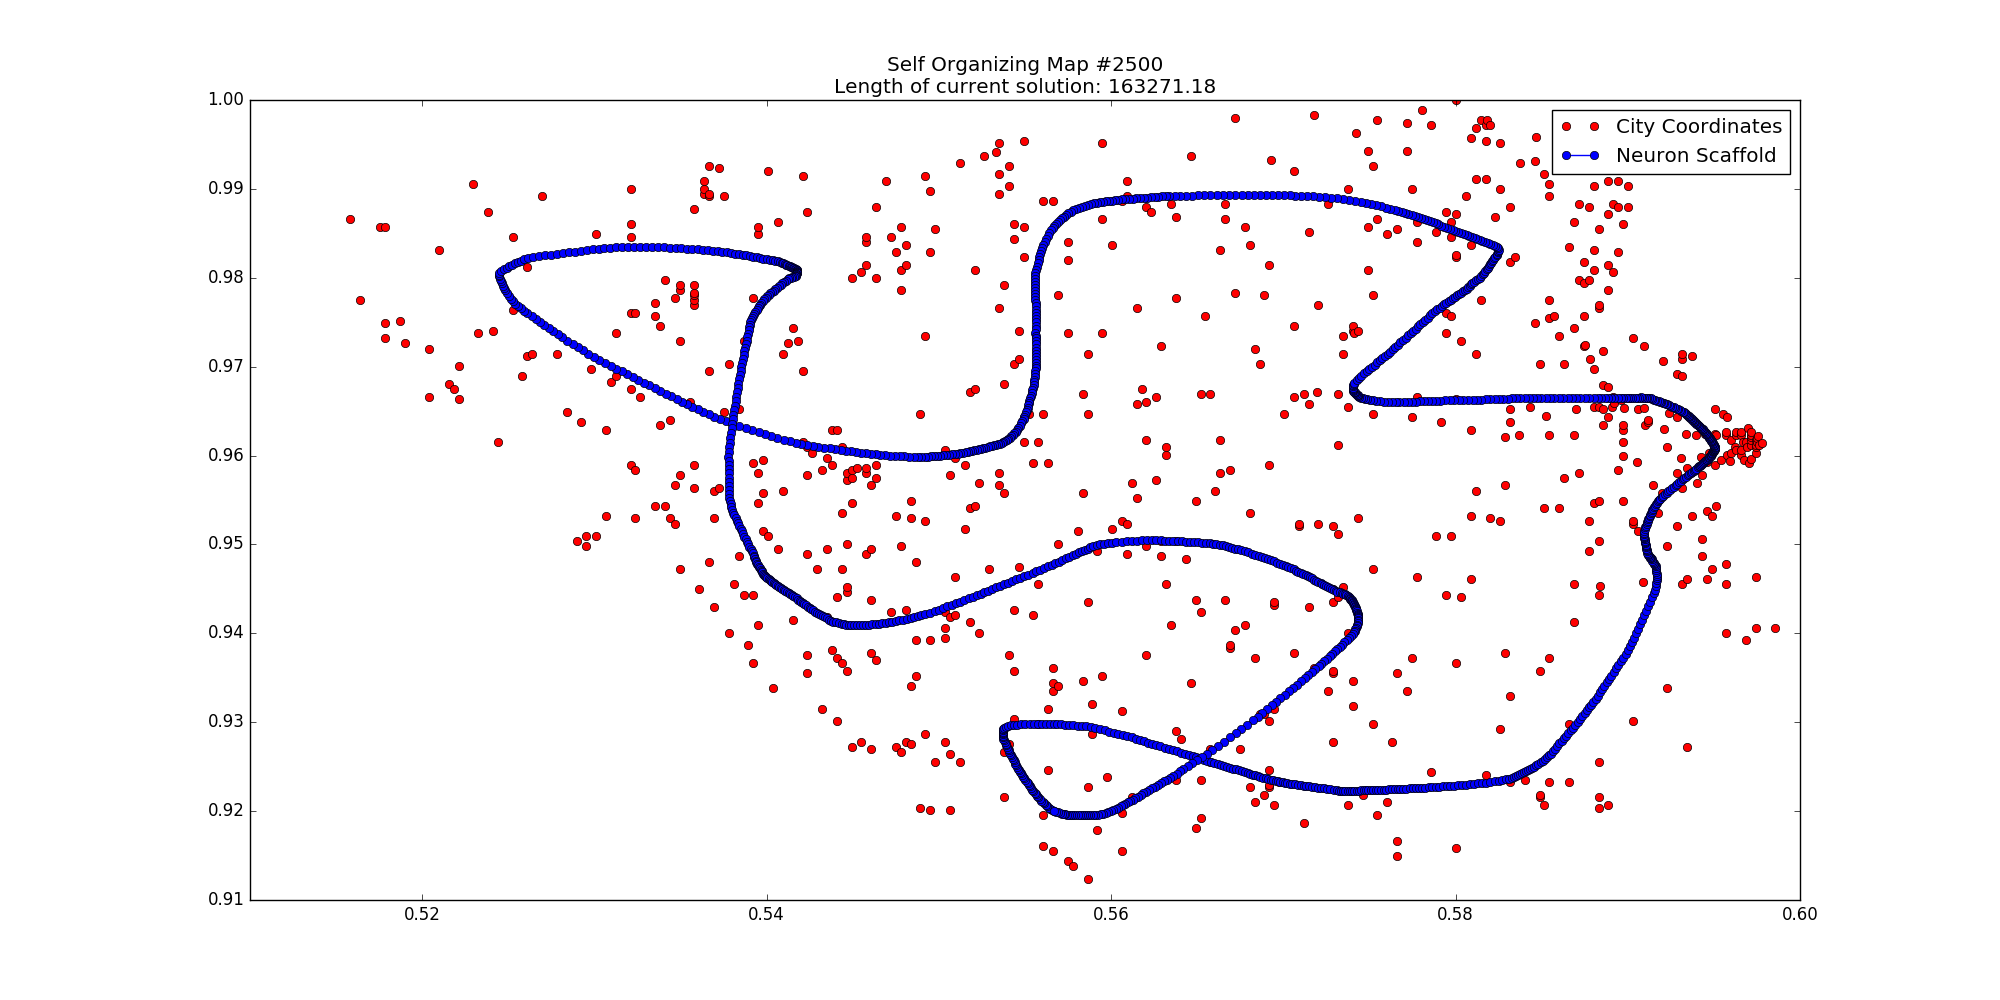 Self Organizing Map #2500
Length of current solution: 163271.18
City Coordinates
Neuron Scaffold
1.00
0.99
0.98
0.97
0.96
0.95
0.94
0.93
0.92
0.91
0.52 0.54 0.56 0.58 0.60